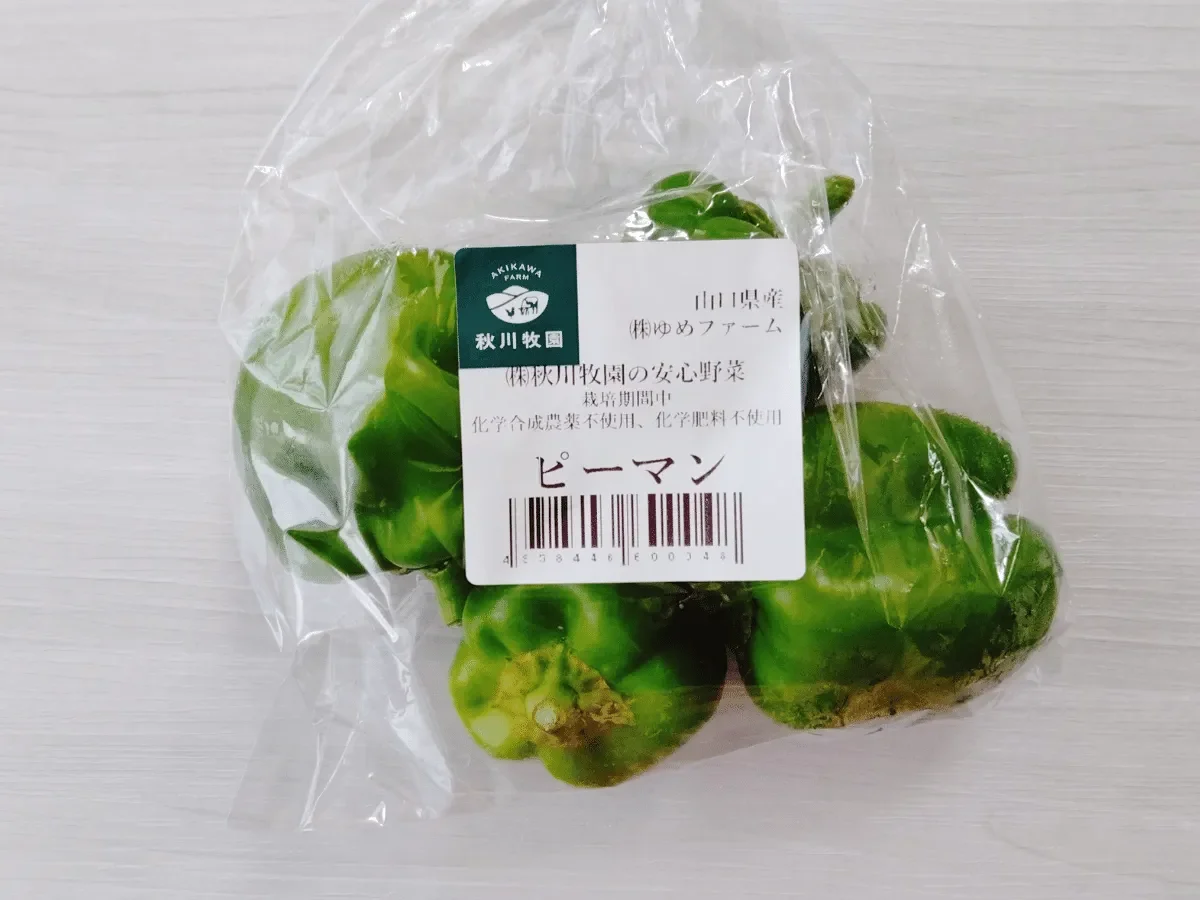 AKIKAWA
FARM
秋川牧園
山口県産
㈱ゆめファーム
㈱秋川牧園の安心野菜
栽培期間中
化学合成農薬不使用、化学肥料不使用
ピーマン